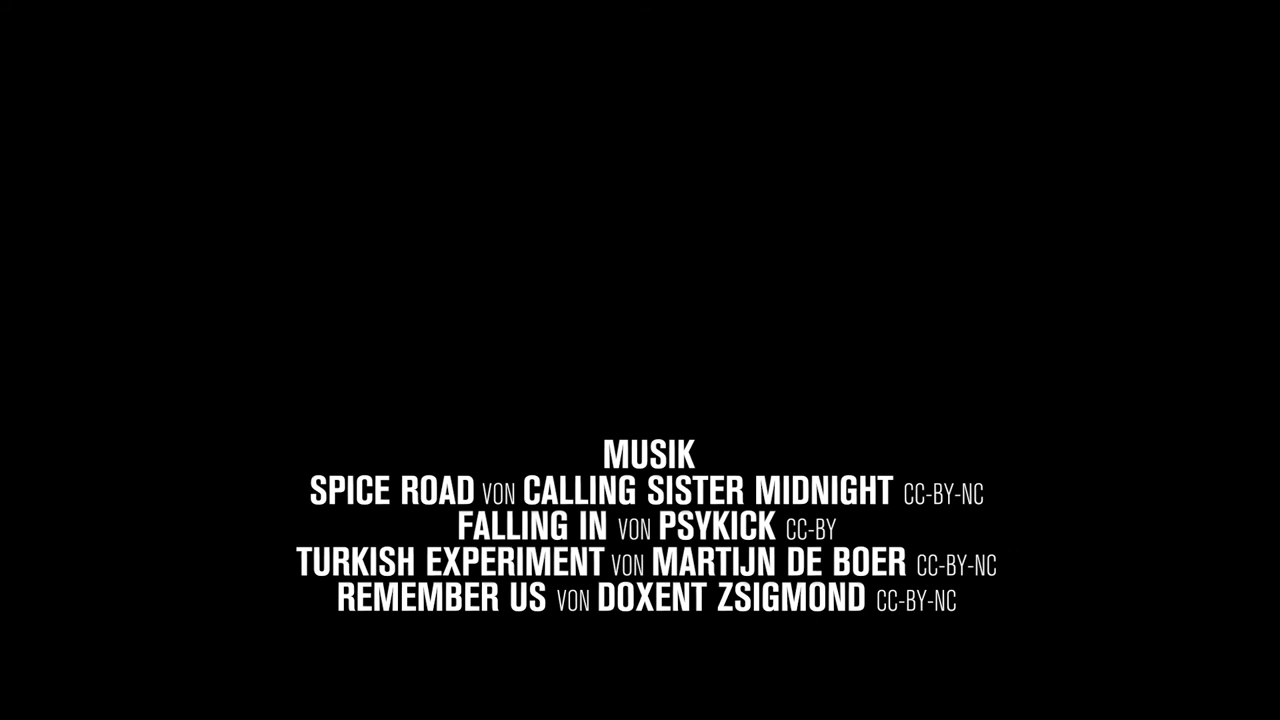 MUSIK
SPICE ROAD VON CALLING SISTER MIDNIGHT CC-BY-NC
FALLING IN VON PSYKICK CC-BY
TURKISH EXPERIMENT VON MARTIJN DE BOER CC-BY-NC
REMEMBER US VON DOXENT ZSIGMOND CC-BY-NC